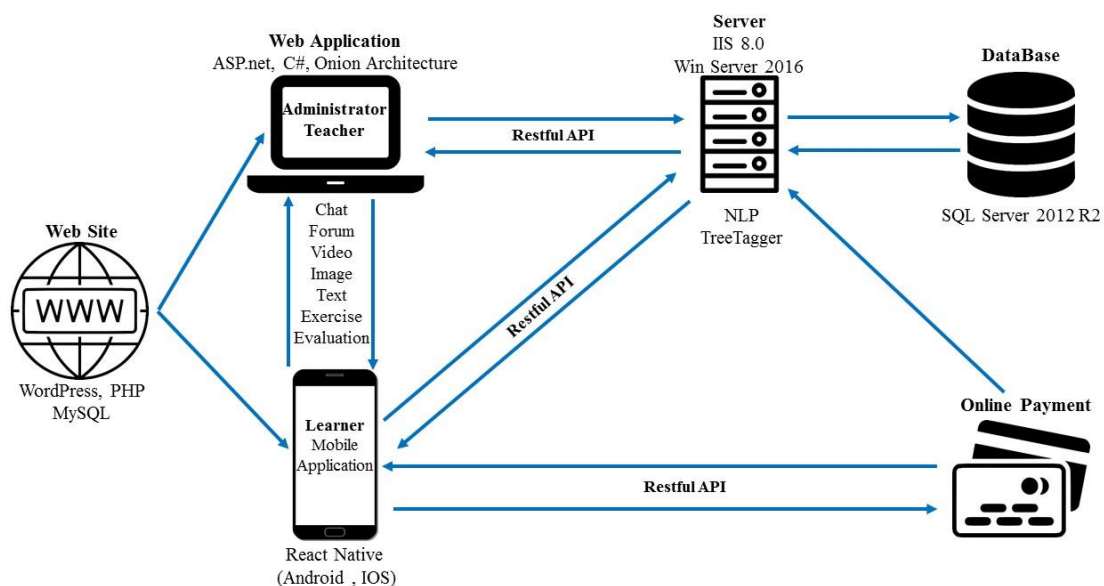 Web Application
ASP.net, C#, Onion Architecture
Administrator
Teacher
Server
IIS 8.0
Win Server 2016
DataBase
Restful API
Chat
Forum
Video
Image
Text
Exercise
Evaluation
NLP
TreeTagger
SQL Server 2012 R2
Web Site
WWW
WordPress, PHP
MySQL
Restful API
Learner
Mobile
Application
React Native
(Android , IOS)
Restful API
Online Payment